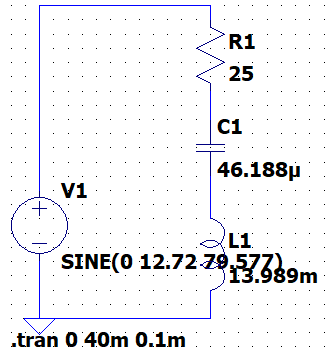 R1
25
C1
46.188µ
V1
L1
SINE(0 12.72 79.577)
13.989m
.tran 0 40m 0.1m